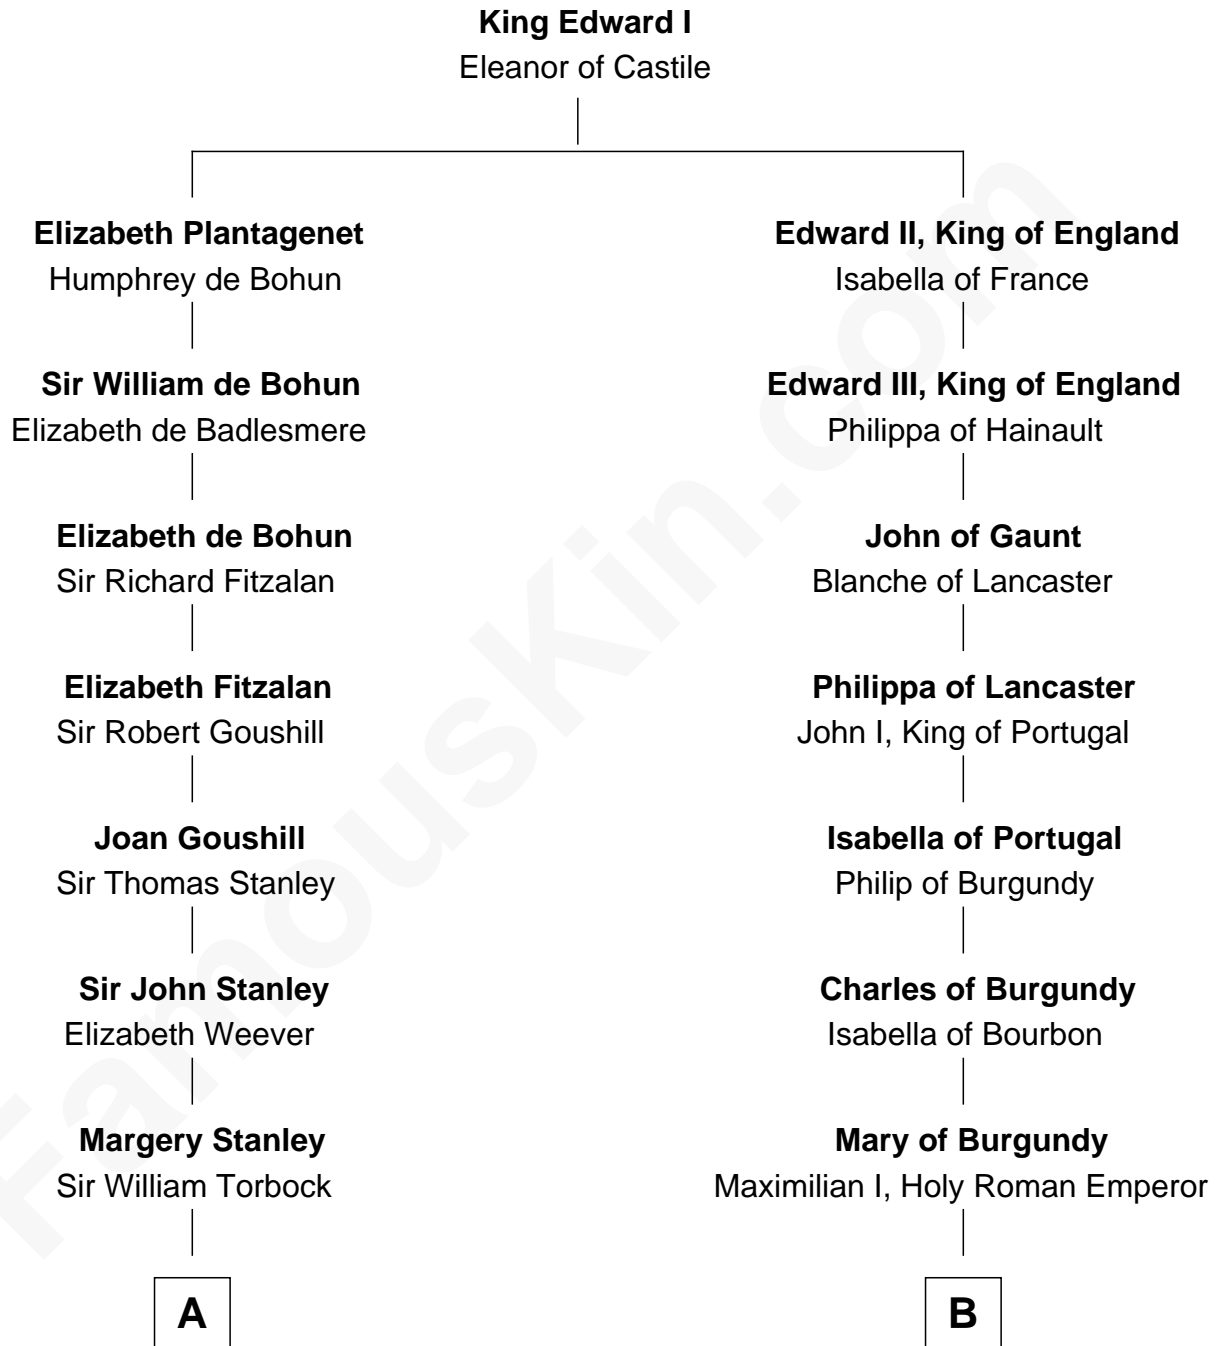 King Edward I
Eleanor of Castile
Elizabeth Plantagenet
Humphrey de Bohun
Edward II, King of England
Isabella of France
Sir William de Bohun
Elizabeth de Badlesmere
Edward III, King of England
Philippa of Hainault
Elizabeth de Bohun
Sir Richard Fitzalan
John of Gaunt
Blanche of Lancaster
Elizabeth Fitzalan
Sir Robert Goushill
Philippa of Lancaster
John I, King of Portugal
Joan Goushill
Sir Thomas Stanley
Isabella of Portugal
Philip of Burgundy
Sir John Stanley
Elizabeth Weever
Charles of Burgundy
Isabella of Bourbon
Margery Stanley
Sir William Torbock
Mary of Burgundy
Maximilian I, Holy Roman Emperor
A
B
FamousKin.com